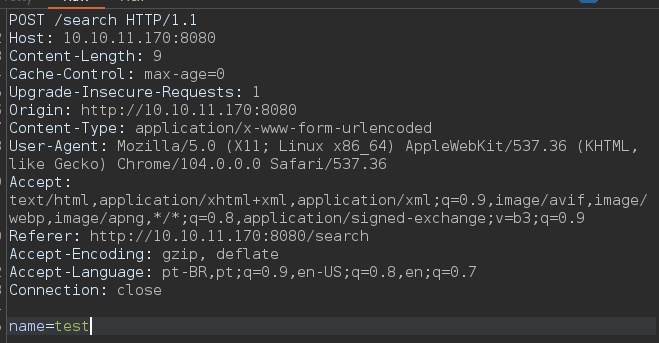 POST /search HTTP/1.1
Host: 10.10.11.170:8080
Content-Length: 9
Cache-Control: max-age=0
Upgrade-Insecure-Requests: 1
Origin: http://10.10.11.170:8080
Content-Type: application/x-www-form-urlencoded
User-Agent: Mozilla/5.0 (X11; Linux x86_64) AppleWebKit/537.36 (KHTML,
like Gecko) Chrome/104.0.0.0 Safari/537.36
Accept:
text/html,application/xhtml+xml,application/xml;q=0.9,image/avif,image/
webp,image/apng,*/*;q=0.8,application/signed-exchange;v=b3;q=0.9
Referer: http://10.10.11.170:8080/search
Accept-Encoding: gzip, deflate
Accept-Language: pt-BR,pt;q=0.9,en-US;q=0.8,en;q=0.7
Connection: close
name=test